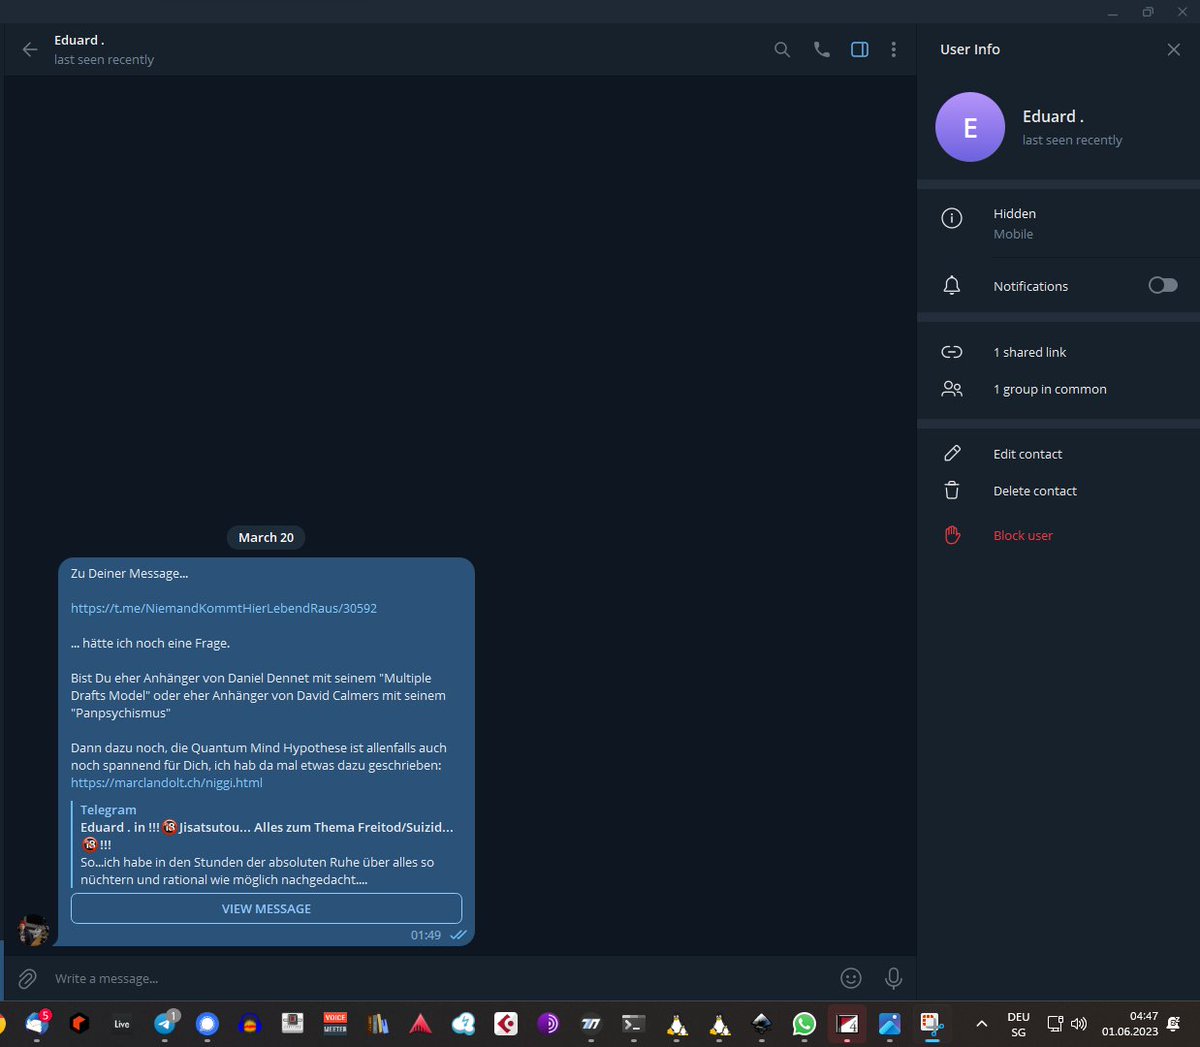 Eduard .
last seen recently
User Info
E
Eduard .
last seen recently
Hidden
Mobile
Notifications
1 shared link
1 group in common
Edit contact
Delete contact
Block user
March 20
Zu Deiner Message...
https://t.me/NiemandKommtHierLebendRaus/30592
... hätte ich noch eine Frage.
Bist Du eher Anhänger von Daniel Dennet mit seinem "Multiple
Drafts Model" oder eher Anhänger von David Calmers mit seinem
"Panpsychismus"
Dann dazu noch, die Quantum Mind Hypothese ist allenfalls auch
noch spannend für Dich, ich hab da mal etwas dazu geschrieben:
https://marclandolt.ch/niggi.html
Telegram
Eduard . in !!!🔞Jisatsutou... Alles zum Thema Freitod/Suizid...
🔞!!!
So...ich habe in den Stunden der absoluten Ruhe über alles so
nüchtern und rational wie möglich nachgedacht....
VIEW MESSAGE
01:49
Write a message...
5
Live
1
VOICE
MEETER
4
DEU
SG
04:47
01.06.2023